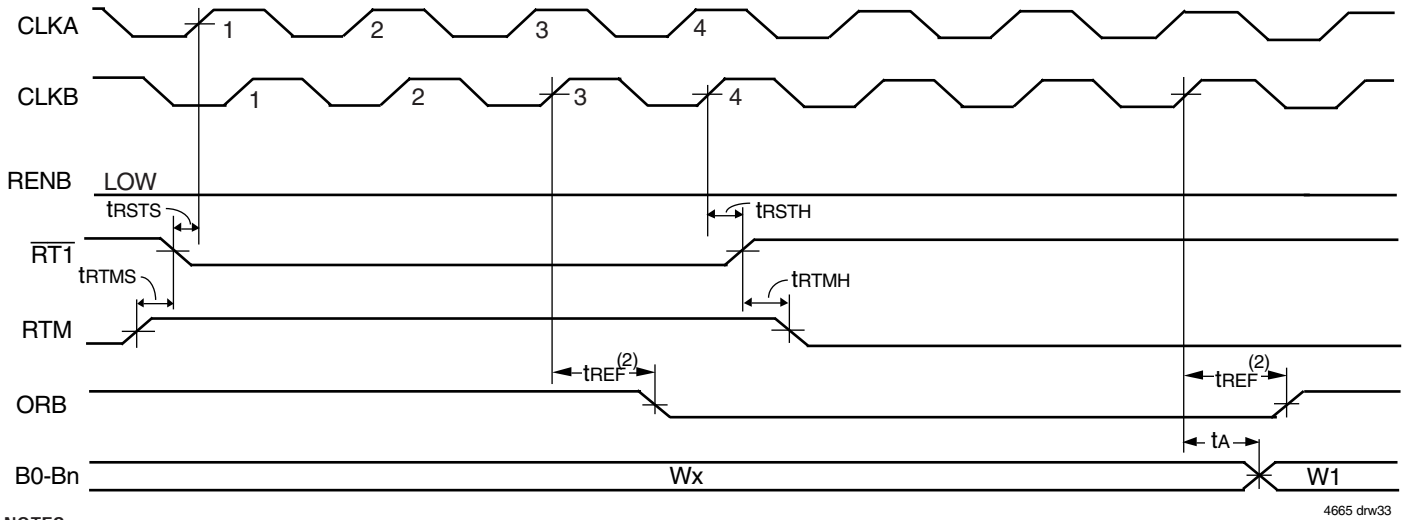 CLKA 1 2 3 4
CLKB 1 2 3 4
RENB LOW
tRSTS tRSTH
RT1
tRTMS tRTMH
RTM
tREF(2) tREF(2)
ORB
tA
B0-Bn Wx W1
4665 drw33
NOTES